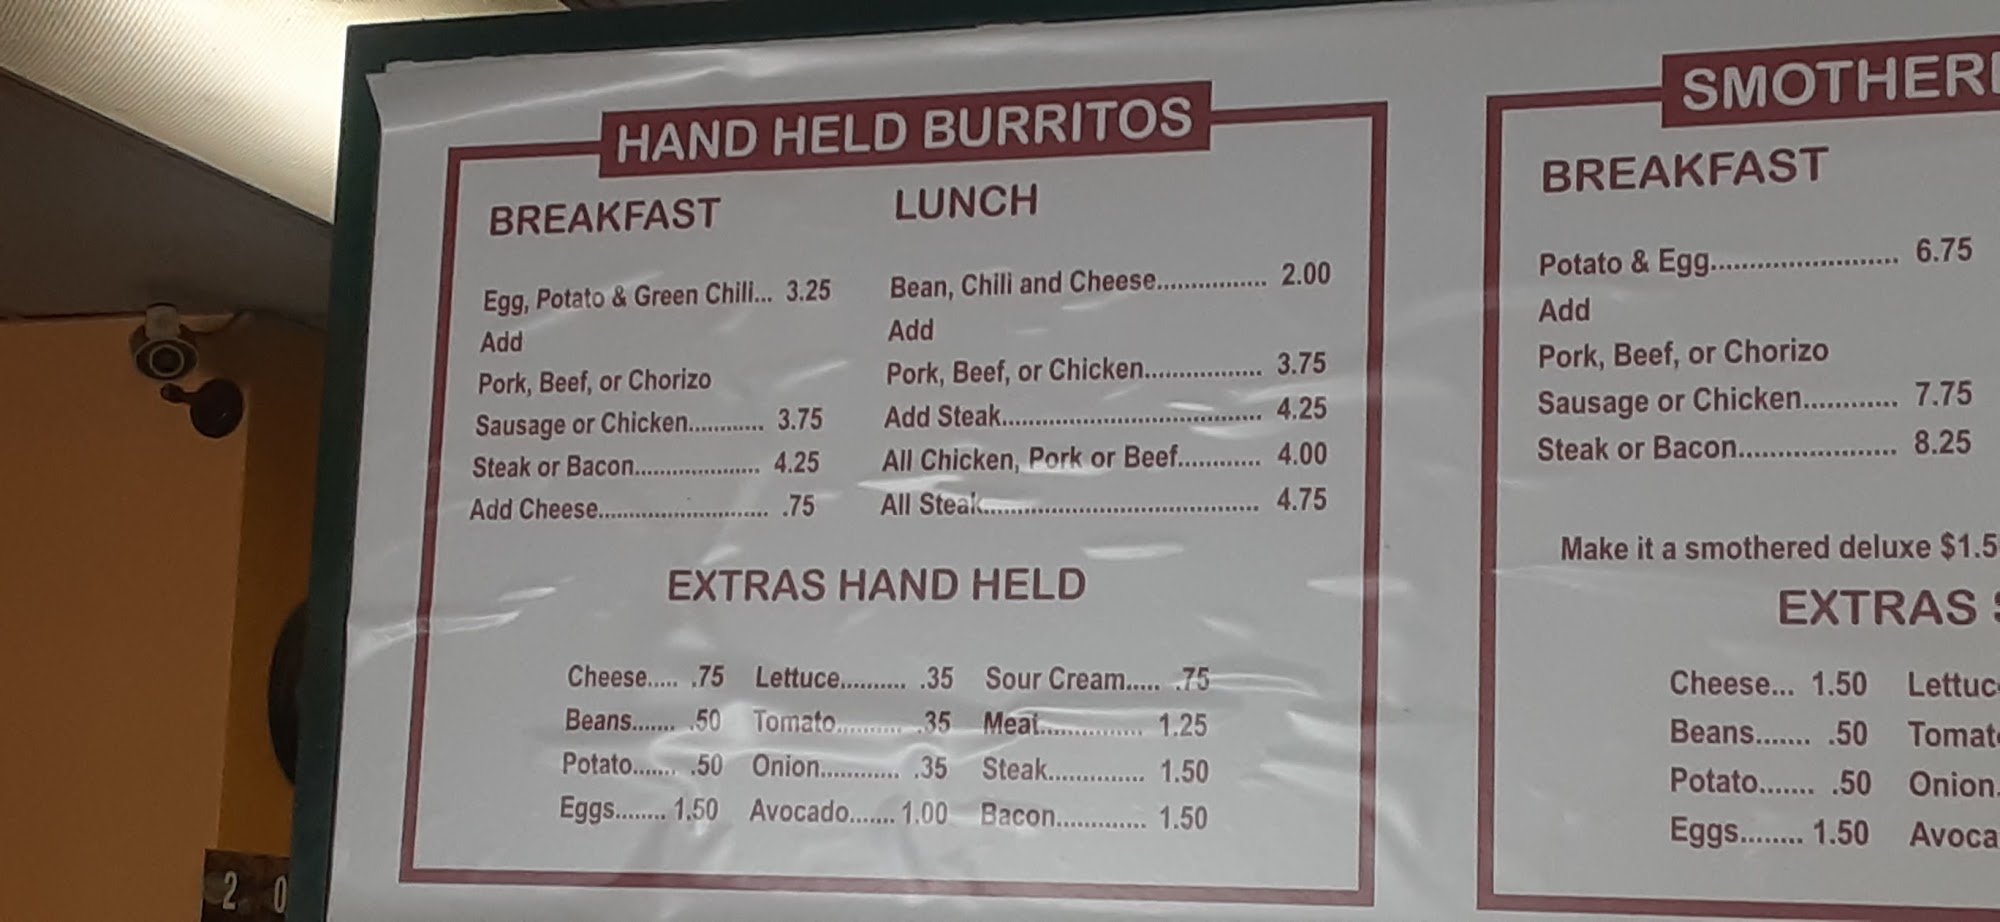 HAND HELD BURRITOS
BREAKFAST
Egg, Potato & Green Chili... 3.25
Add
Pork, Beef, or Chorizo
Sausage or Chicken............ 3.75
Steak or Bacon................... 4.25
Add Cheese.......................... .75
LUNCH
Bean, Chili and Cheese................ 2.00
Add
Pork, Beef, or Chicken................. 3.75
Add Steak...................................... 4.25
All Chicken, Pork or Beef............ 4.00
All Steak......................................... 4.75
EXTRAS HAND HELD
Cheese..... .75 Lettuce.......... .35 Sour Cream..... .75
Beans....... .50 Tomato.......... .35 Meat............... 1.25
Potato....... .50 Onion............ .35 Steak.............. 1.50
Eggs........ 1.50 Avocado....... 1.00 Bacon............. 1.50
BREAKFAST
Potato & Egg........................ 6.75
Add
Pork, Beef, or Chorizo
Sausage or Chicken............ 7.75
Steak or Bacon.................... 8.25
Make it a smothered deluxe $1.5
EXTRAS
Cheese... 1.50
Beans....... .50
Potato....... .50 Onion.
Eggs........ 1.50
2 0